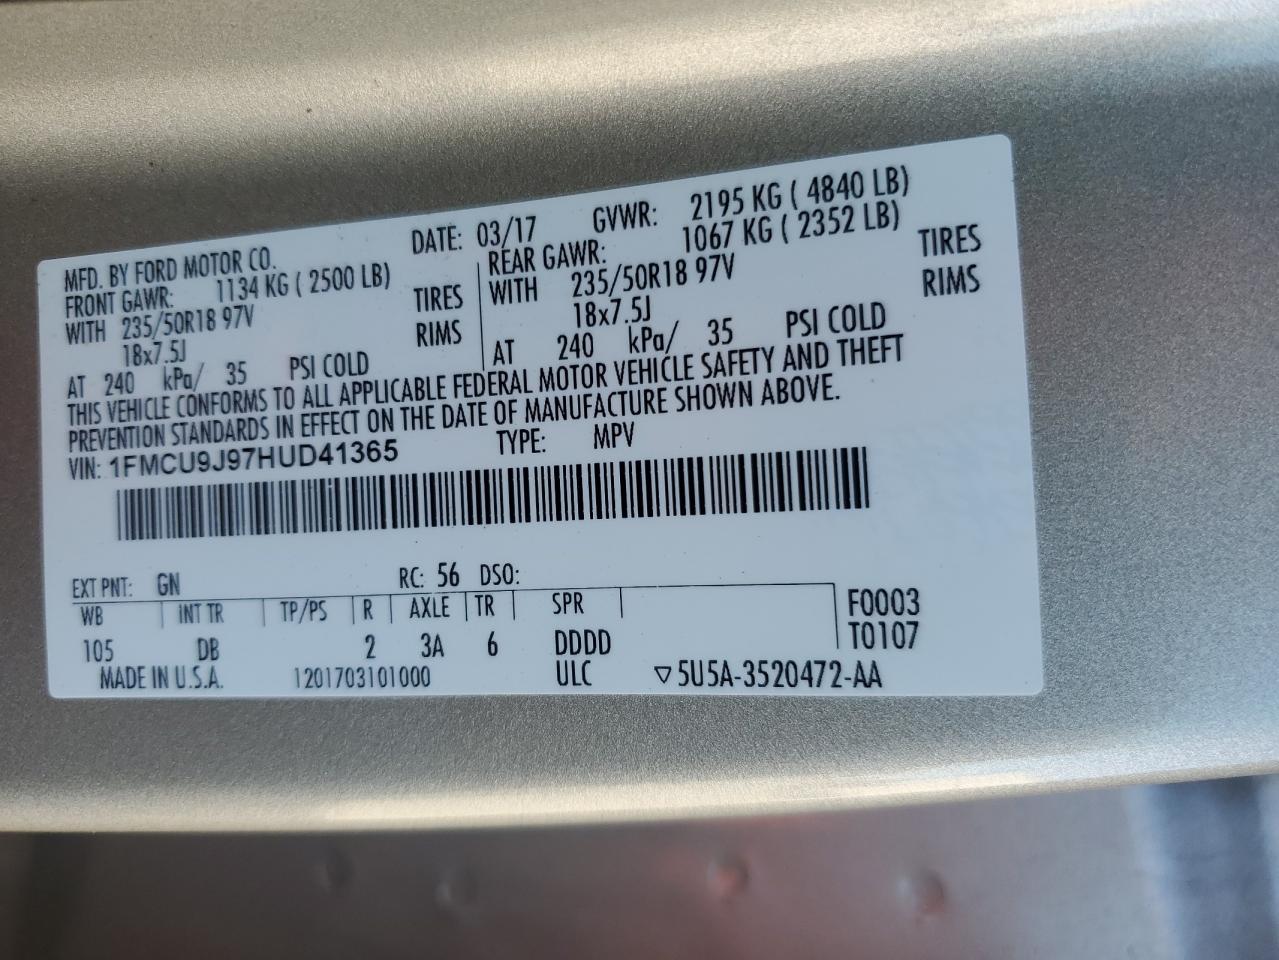 MFD. BY FORD MOTOR CO.
DATE: 03/17 GVWR: 2195 KG ( 4840 LB)
FRONT GAWR: 1134 KG ( 2500 LB)
WITH 235/50R18 97V TIRES
18x7.5J RIMS
AT 240 kPa/ 35 PSI COLD
REAR GAWR: 1067 KG ( 2352 LB)
WITH 235/50R18 97V TIRES
18x7.5J RIMS
AT 240 kPa/ 35 PSI COLD
THIS VEHICLE CONFORMS TO ALL APPLICABLE FEDERAL MOTOR VEHICLE SAFETY AND THEFT
PREVENTION STANDARDS IN EFFECT ON THE DATE OF MANUFACTURE SHOWN ABOVE.
VIN: 1FMCU9J97HUD41365 TYPE: MPV
EXT PNT: GN RC: 56 DSO:
WB INT TR TP/PS R AXLE TR SPR F0003
105 DB 2 3A 6 DDDD T0107
MADE IN U.S.A. 1201703101000 ULC ▽5U5A-3520472-AA